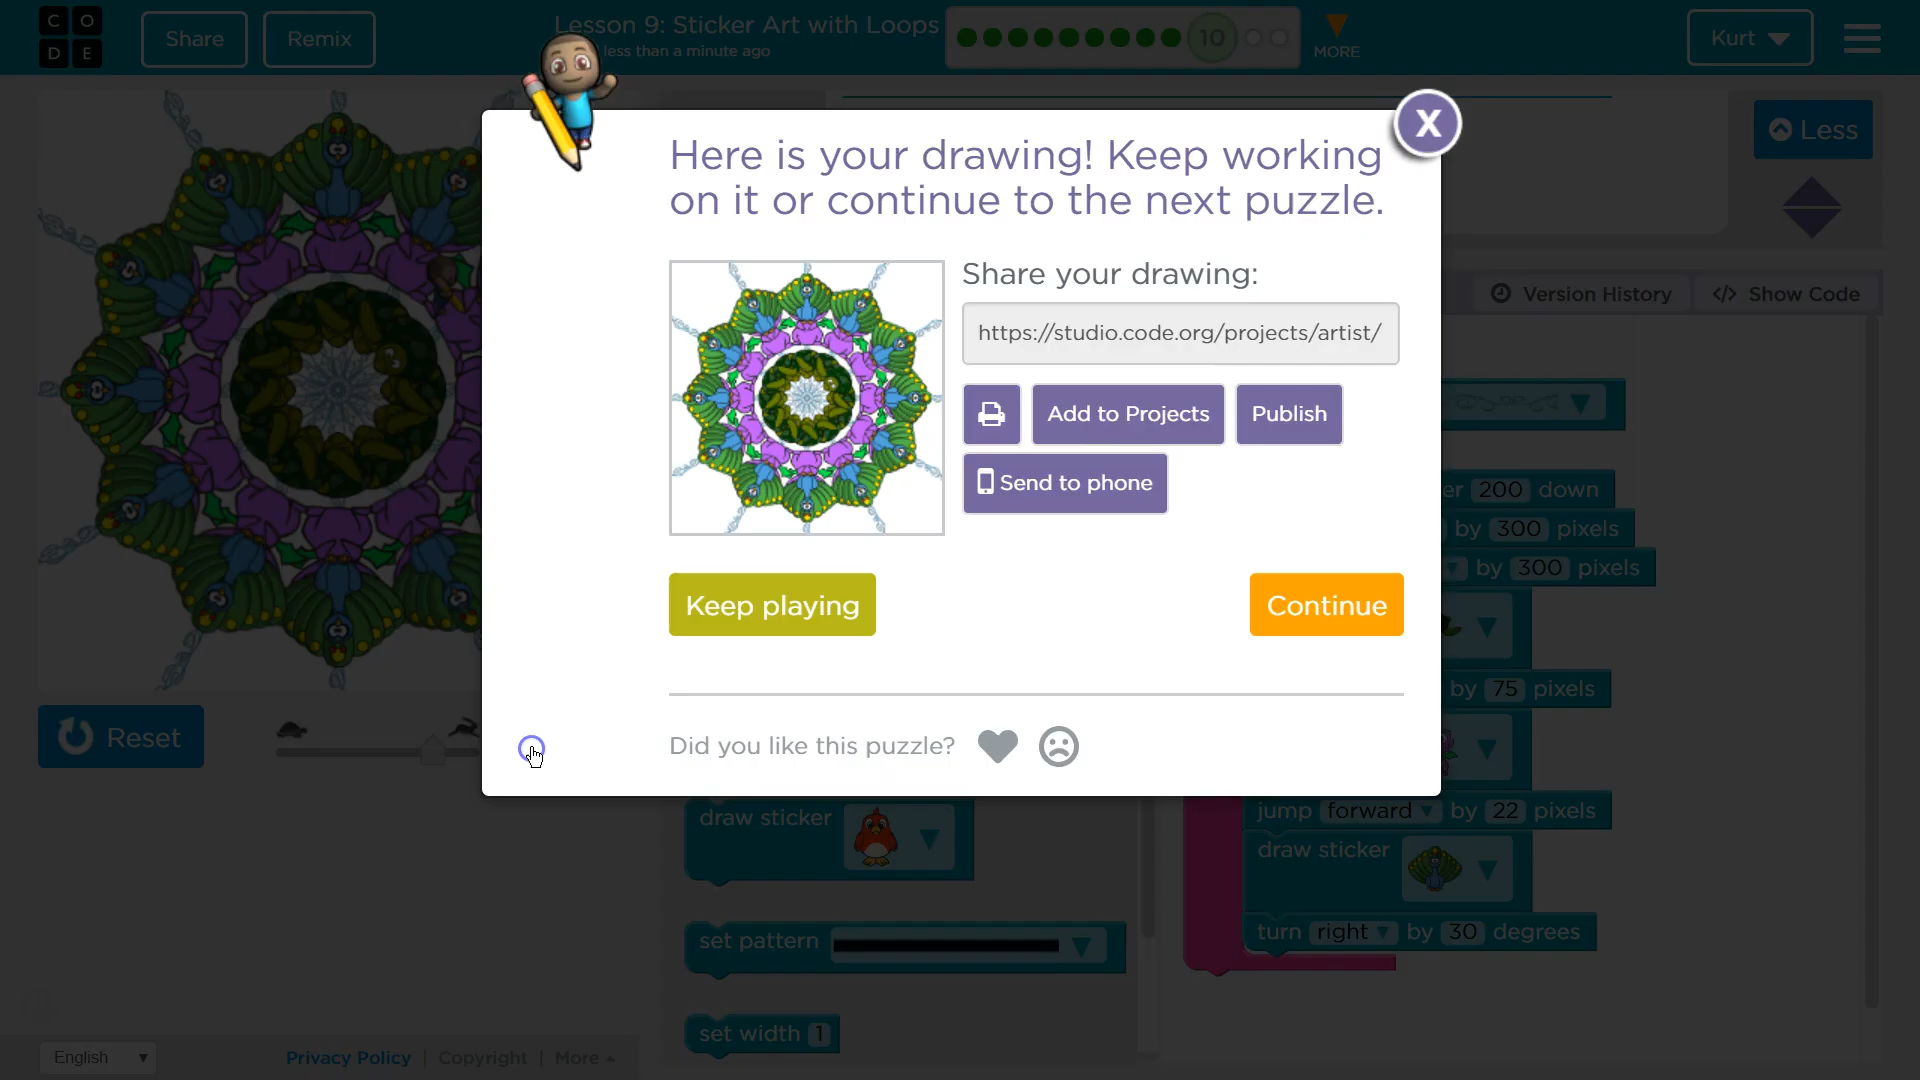 C O
D E
Share
Remix
Lesson 9: Sticker Art with Loops
less than a minute ago
10
MORE
Kurt
Here is your drawing! Keep working
on it or continue to the next puzzle.
X
Less
Share your drawing:
https://studio.code.org/projects/artist/
Version History
</> Show Code
Add to Projects
Publish
Send to phone
er 200 down
by 300 pixels
by 300 pixels
Keep playing
Continue
by 75 pixels
Reset
Did you like this puzzle?
jump forward by 22 pixels
draw sticker
draw sticker
turn right by 30 degrees
set pattern
set width 1
English
Privacy Policy | Copyright | More